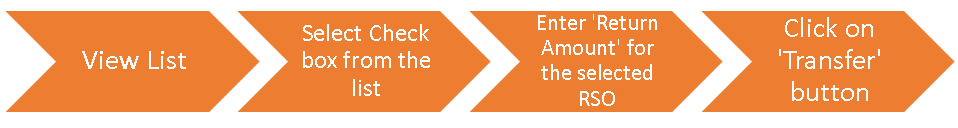 View List
Select Check
box from the
list
Enter 'Return
Amount' for
the selected
RSO
Click on
'Transfer'
button